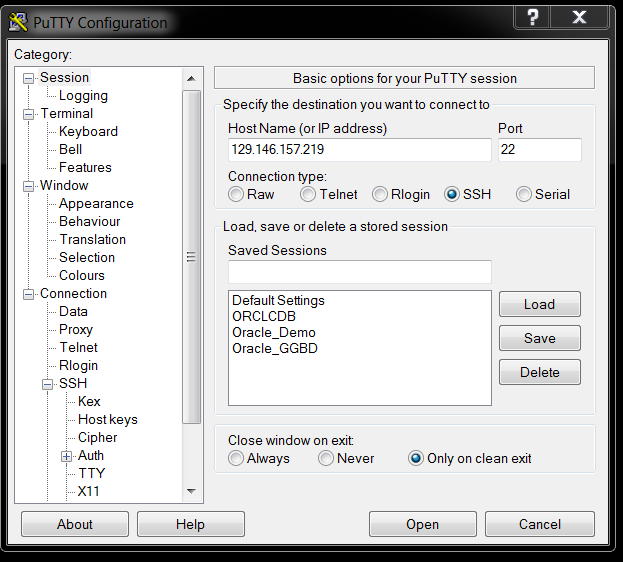 PuTTY Configuration
Category:
Session
Logging
Terminal
Keyboard
Bell
Features
Window
Appearance
Behaviour
Translation
Selection
Colours
Connection
Data
Proxy
Telnet
Rlogin
SSH
Kex
Host keys
Cipher
Auth
TTY
X11
Basic options for your PuTTY session
Specify the destination you want to connect to
Host Name (or IP address) Port
129.146.157.219 22
Connection type:
Raw Telnet Rlogin SSH Serial
Load, save or delete a stored session
Saved Sessions
Default Settings
ORCLCDB
Oracle_Demo
Oracle_GGBD
Load
Save
Delete
Close window on exit:
Always Never Only on clean exit
About Help Open Cancel